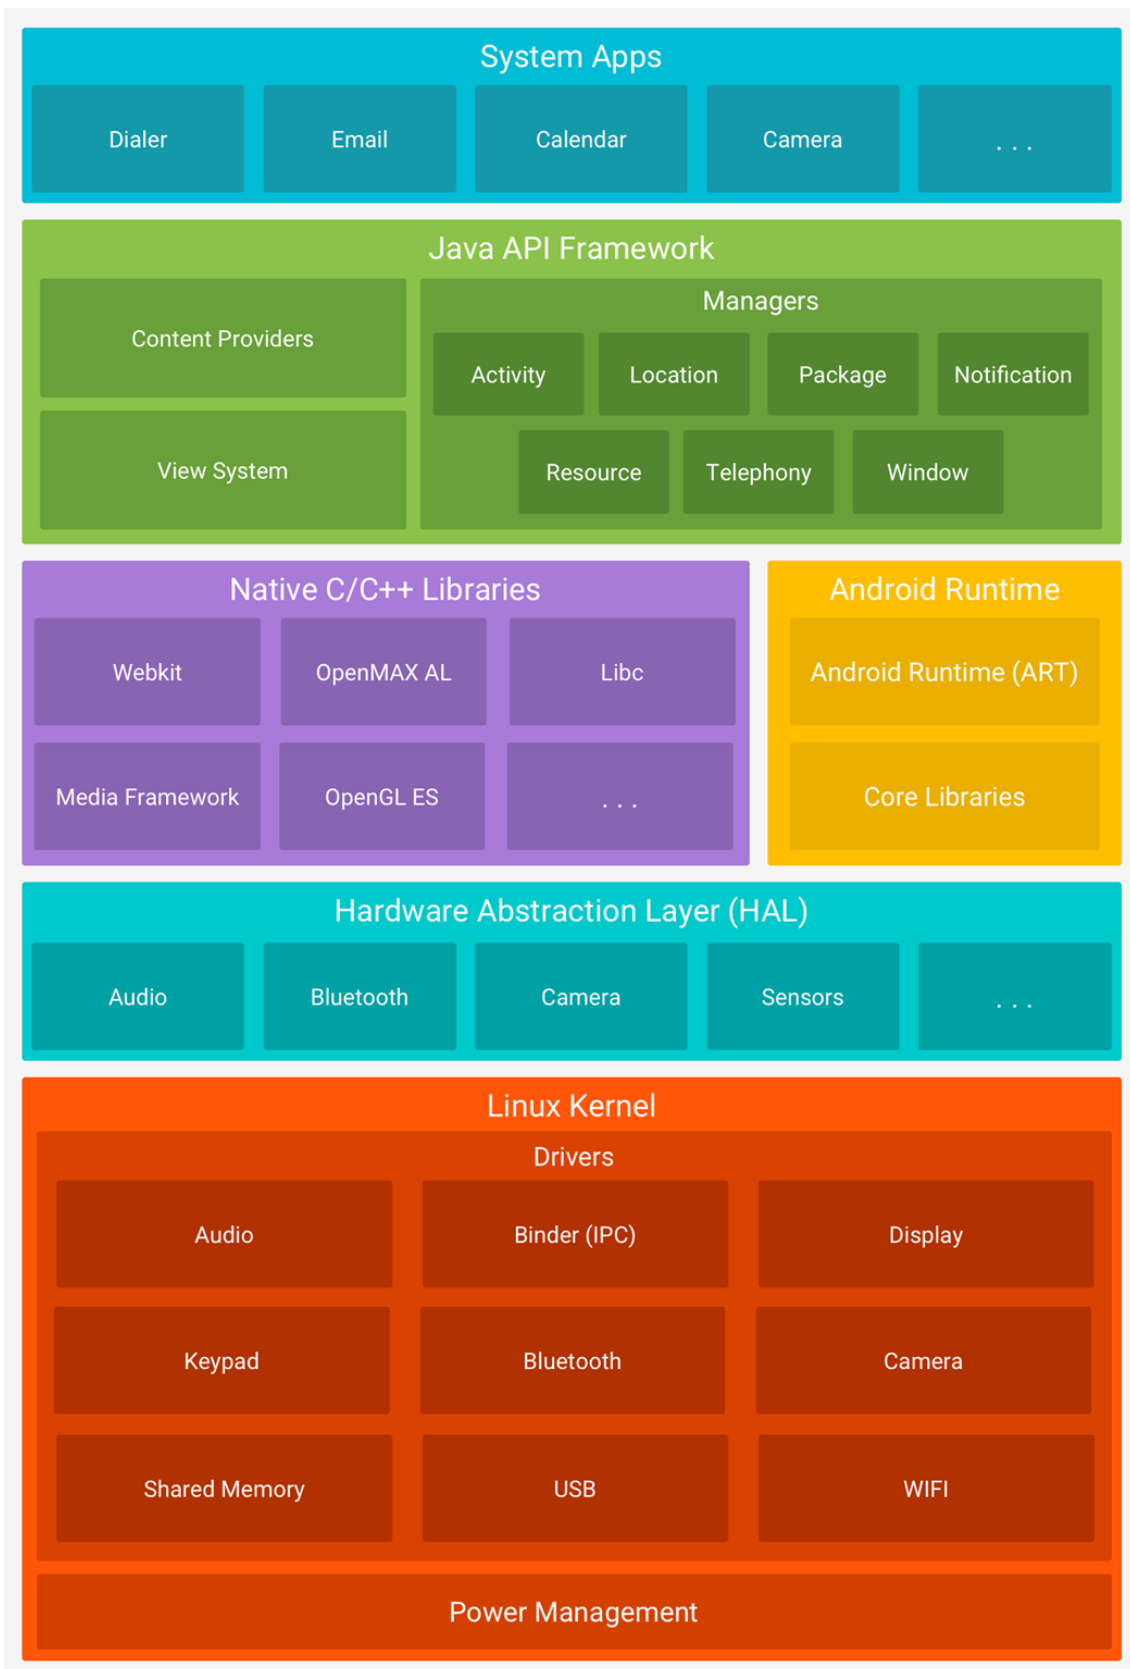 System Apps
Dialer
Email
Calendar
Camera
. . .
Java API Framework
Content Providers
View System
Managers
Activity
Location
Package
Notification
Resource
Telephony
Window
Native C/C++ Libraries
Webkit
OpenMAX AL
Libc
Media Framework
OpenGL ES
. . .
Android Runtime
Android Runtime (ART)
Core Libraries
Hardware Abstraction Layer (HAL)
Audio
Bluetooth
Camera
Sensors
. . .
Linux Kernel
Drivers
Audio
Binder (IPC)
Display
Keypad
Bluetooth
Camera
Shared Memory
USB
WIFI
Power Management